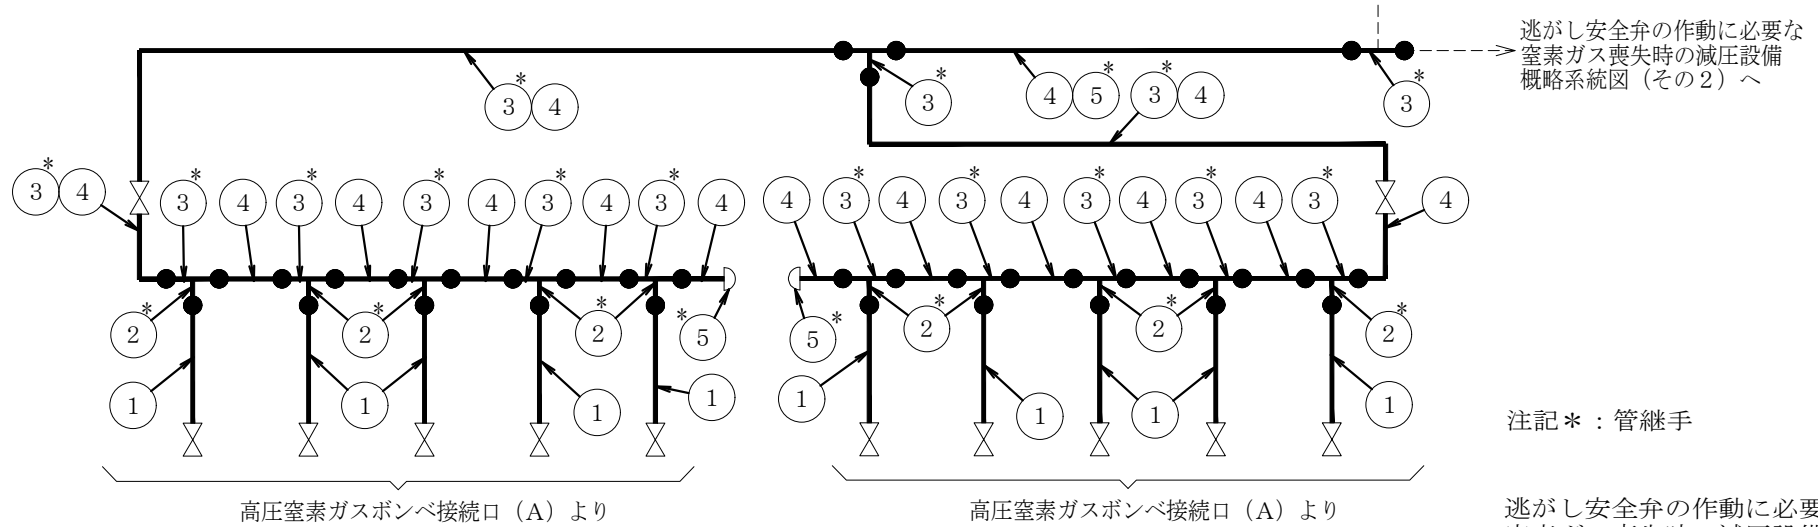 逃がし安全弁の作動に必要な
窒素ガス喪失時の減圧設備
概略系統図（その２）へ
3* 4
3*
4 5*
3* 4
3*
3* 4
3* 4 3* 4 3* 4 3* 4 3* 4
4 3* 4 3* 4 3* 4 3* 4 3*
4
2* 2* 2* *5
5* 2* 2* 2*
1 1 1 1
1 1 1 1
注記＊：管継手
高圧窒素ガスボンベ接続口（Ａ）より
高圧窒素ガスボンベ接続口（Ａ）より
逃がし安全弁の作動に必要